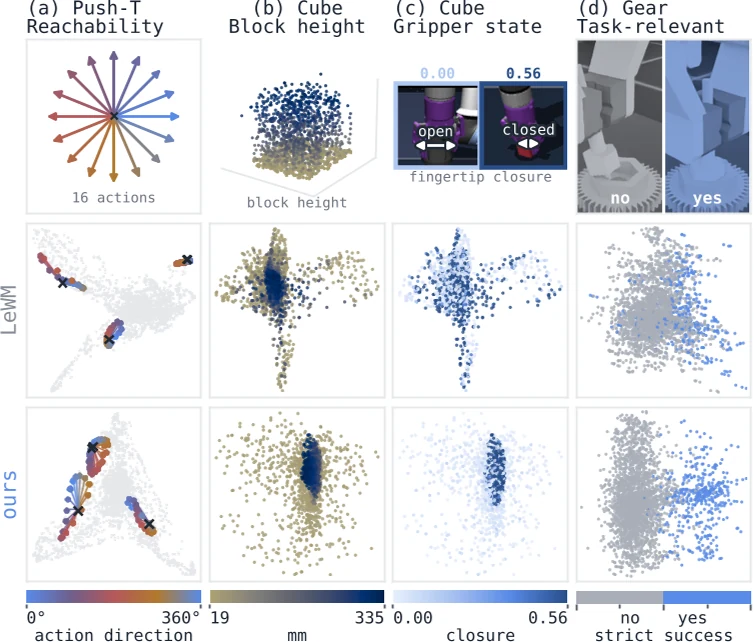 (a) Push-T
Reachability
(b) Cube
Block height
(c) Cube
Gripper state
(d) Gear
Task-relevant
16 actions
block height
0.00
0.56
open
closed
fingertip closure
no
yes
LeWM
ours
0°
360°
action direction
19
335
mm
0.00
0.56
closure
no
yes
strict success